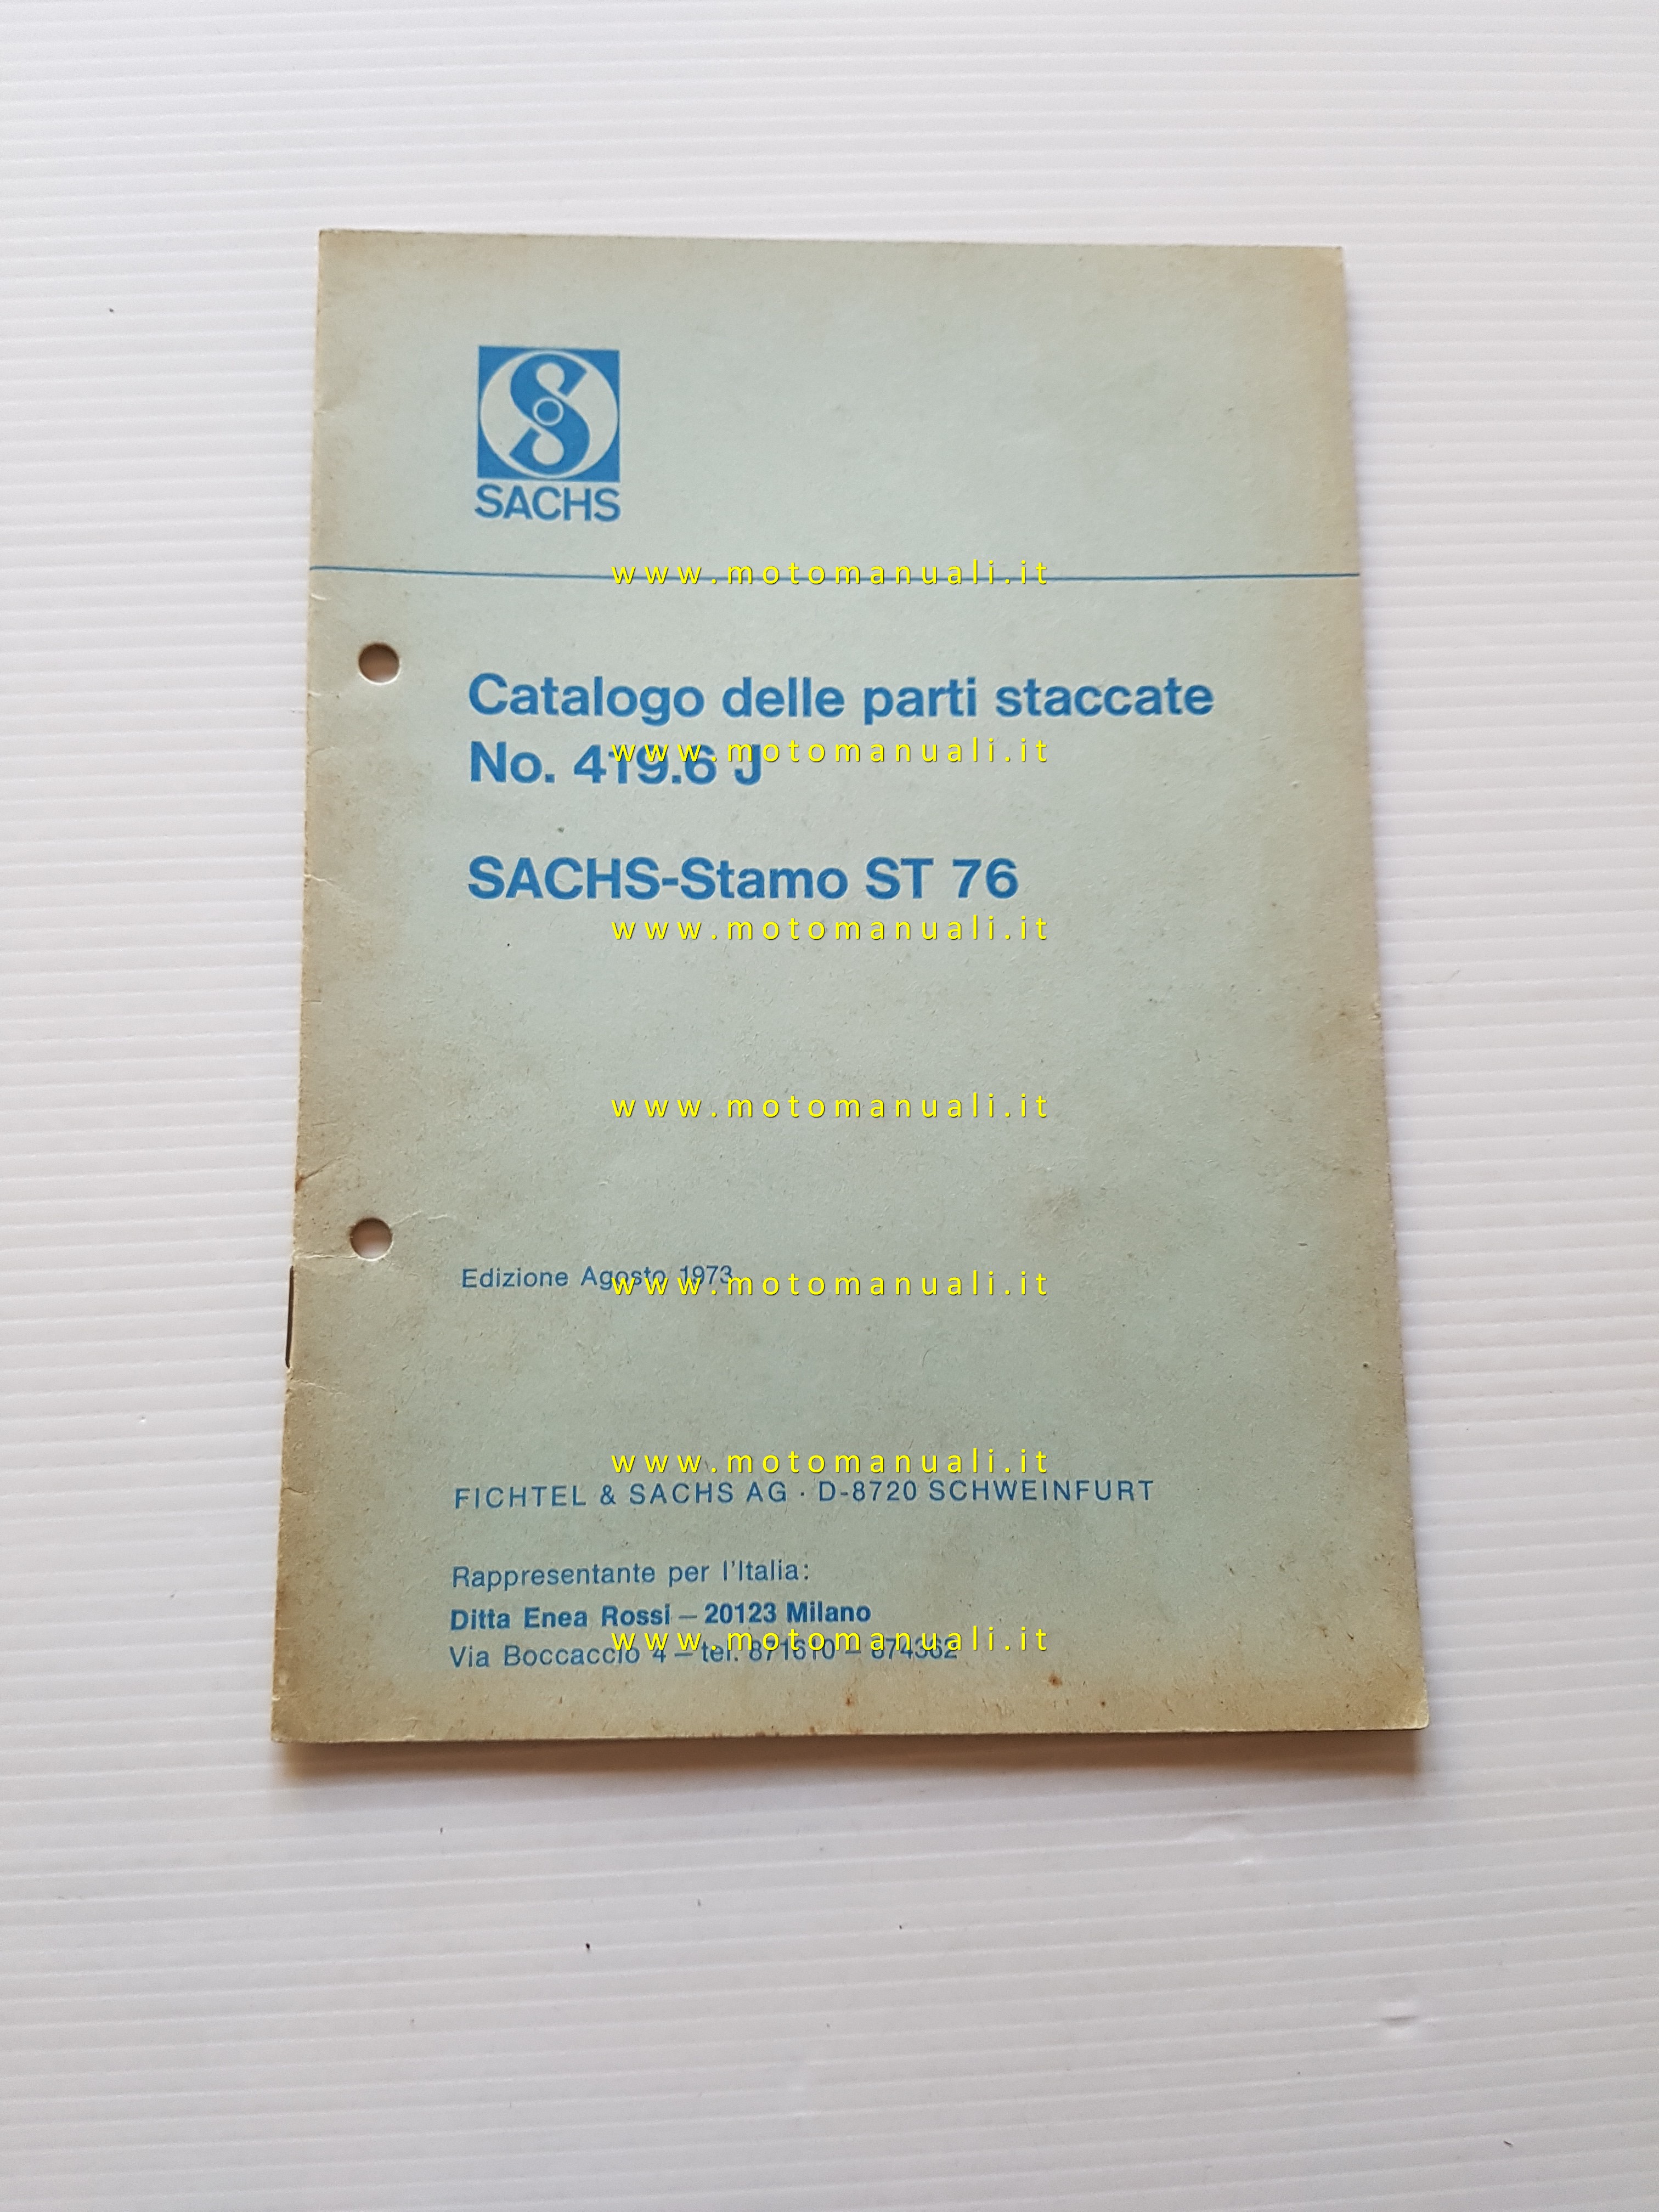 SACHS
www.motomanuali.it
Catalogo delle parti staccate
www.motomanuali.it
No. 419.6 J
SACHS-Stamo ST 76
www.motomanuali.it
www.motomanuali.it
Edizione Agosto 1973
www.motomanuali.it
www.motomanuali.it
FICHTEL & SACHS AG · D-8720 SCHWEINFURT
Rappresentante per l'Italia:
Ditta Enea Rossi — 20123 Milano
www.motomanuali.it
Via Boccaccio 4 — tel. 871610 — 874362